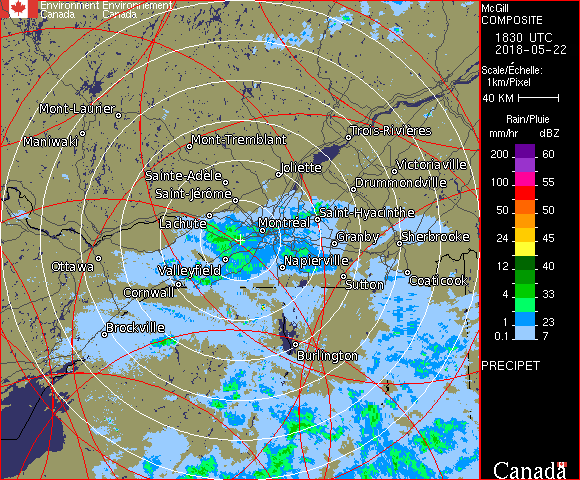 Environment Environnement
Canada Canada
Mont-Laurier
Maniwaki
Mont-Tremblant
Trois-Rivières
Sainte-Adèle
Joliette
Victoriaville
Saint-Jérôme
Drummondville
Lachute
Montréal
Saint-Hyacinthe
Granby
Sherbrooke
Ottawa
Valleyfield
Napierville
Cornwall
Sutton
Coaticook
Brockville
Burlington
McGill
COMPOSITE
1830 UTC
2018-05-22
Scale/Échelle:
1km/Pixel
40 KM
Rain/Pluie
mm/hr dBZ
200 60
100 55
50 50
24 45
12 40
4 33
1 23
0.1 7
PRECIPET
Canada